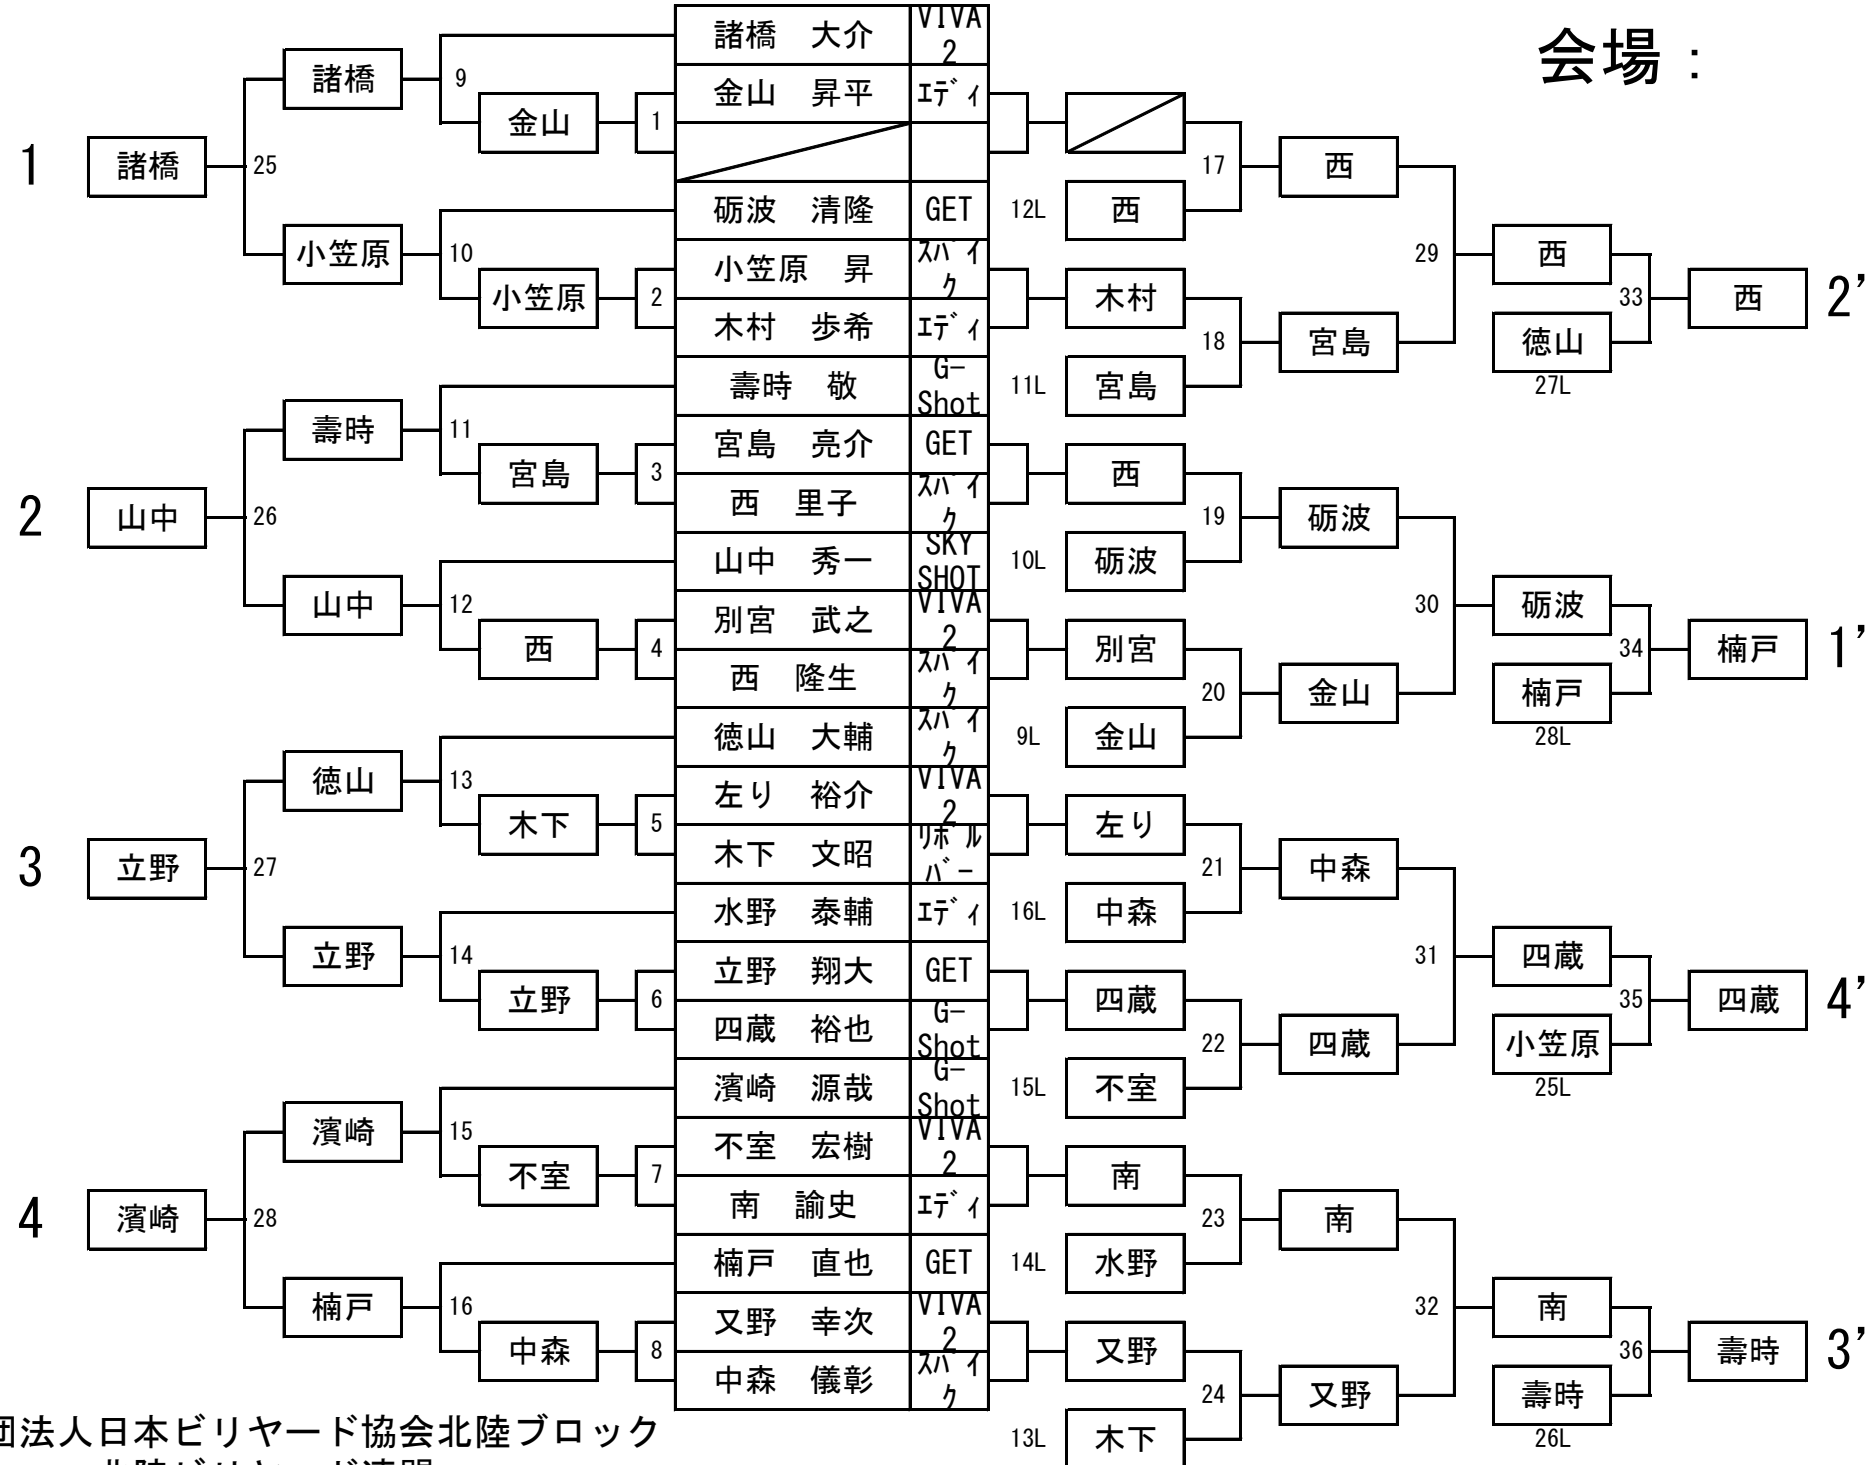 会場：
諸橋　大介 VIVA2
金山　昇平 ｴﾃﾞｨ
砺波　清隆 GET
小笠原　昇 ｽﾊﾟｲｸ
木村　歩希 ｴﾃﾞｨ
壽時　敬 G-Shot
宮島　亮介 GET
西　里子 ｽﾊﾟｲｸ
山中　秀一 SKY SHOT
別宮　武之 VIVA2
西　隆生 ｽﾊﾟｲｸ
徳山　大輔 ｽﾊﾟｲｸ
左り　裕介 VIVA2
木下　文昭 ﾘﾎﾞﾙﾊﾞｰ
水野　泰輔 ｴﾃﾞｨ
立野　翔大 GET
四蔵　裕也 G-Shot
濱崎　源哉 G-Shot
不室　宏樹 VIVA2
南　諭史 ｴﾃﾞｨ
楠戸　直也 GET
又野　幸次 VIVA2
中森　儀彰 ｽﾊﾟｲｸ
1 諸橋
25
諸橋
小笠原
9
10
金山 1
小笠原 2
2 山中
26
壽時
山中
11
12
宮島 3
西 4
3 立野
27
徳山
立野
13
14
木下 5
立野 6
4 濱崎
28
濱崎
楠戸
15
16
不室 7
中森 8
12L 西
17
木村
11L 宮島
18
西
10L 砺波
19
別宮
9L 金山
20
左り
16L 中森
21
四蔵
15L 不室
22
南
14L 水野
23
又野
13L 木下
24
西
宮島
29
砺波
金山
30
中森
四蔵
31
南
又野
32
西
徳山
27L
33
西 2’
砺波
楠戸
28L
34
楠戸 1’
四蔵
小笠原
25L
35
四蔵 4’
南
壽時
26L
36
壽時 3’
団法人日本ビリヤード協会北陸ブロック